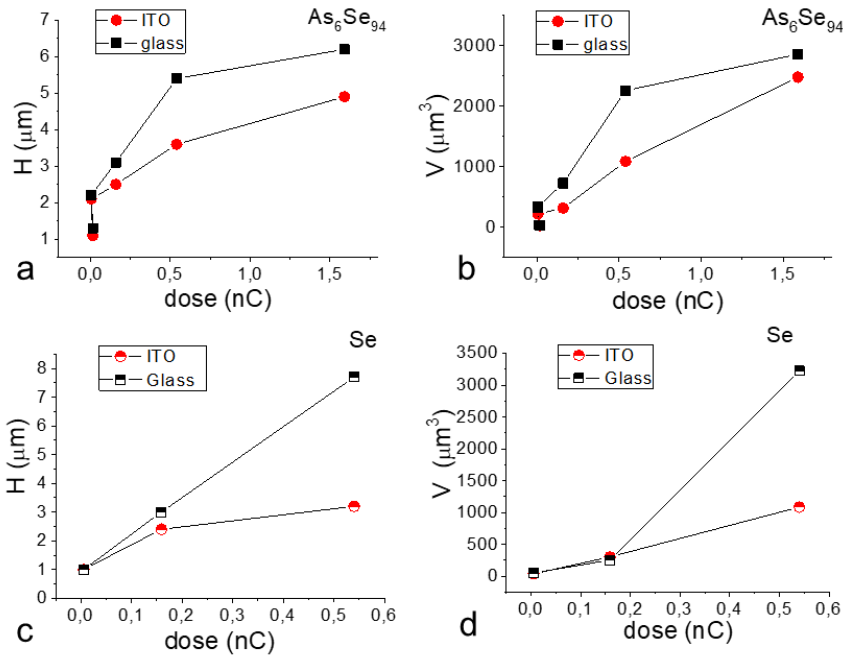 ITO
glass
As6Se94
7
6
5
4
3
2
1
H (μm)
0,0 0,5 1,0 1,5
dose (nC)
a
ITO
glass
As6Se94
3000
2000
1000
0
V (μm3)
0,0 0,5 1,0 1,5
dose (nC)
b
ITO
Glass
Se
8
7
6
5
4
3
2
1
0
H (μm)
0,0 0,1 0,2 0,3 0,4 0,5 0,6
dose (nC)
c
ITO
Glass
Se
3500
3000
2500
2000
1500
1000
500
0
V (μm3)
0,0 0,1 0,2 0,3 0,4 0,5 0,6
dose (nC)
d